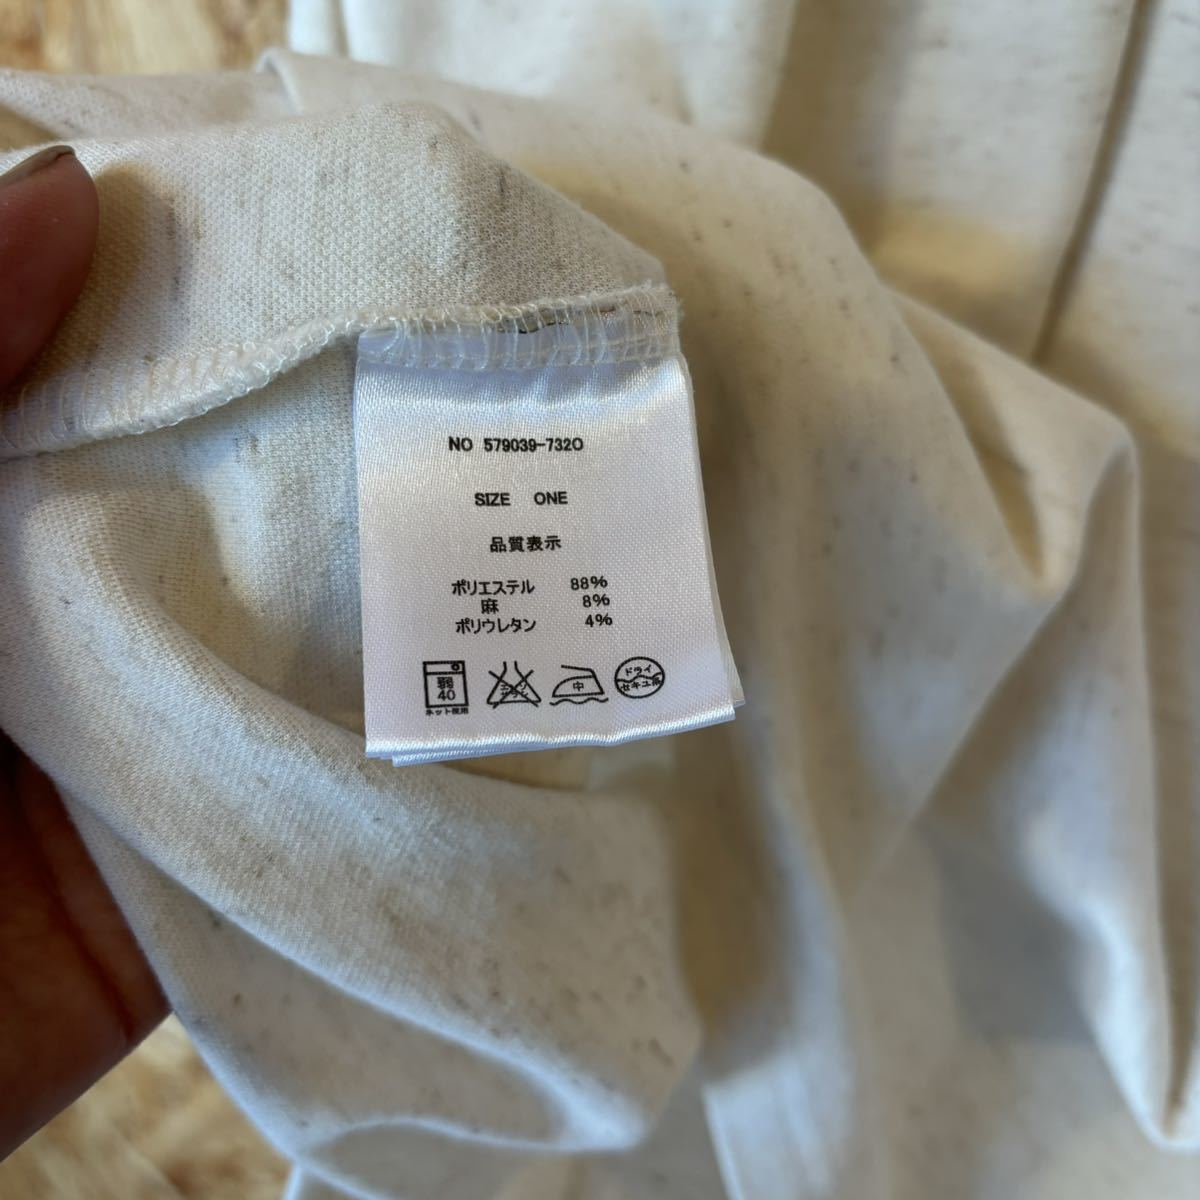 NO 579039-7320
SIZE ONE
品質表示
ポリエステル 88%
麻 8%
ポリウレタン 4%
弱
40
ネット使用
中
ドライ
セキユ系